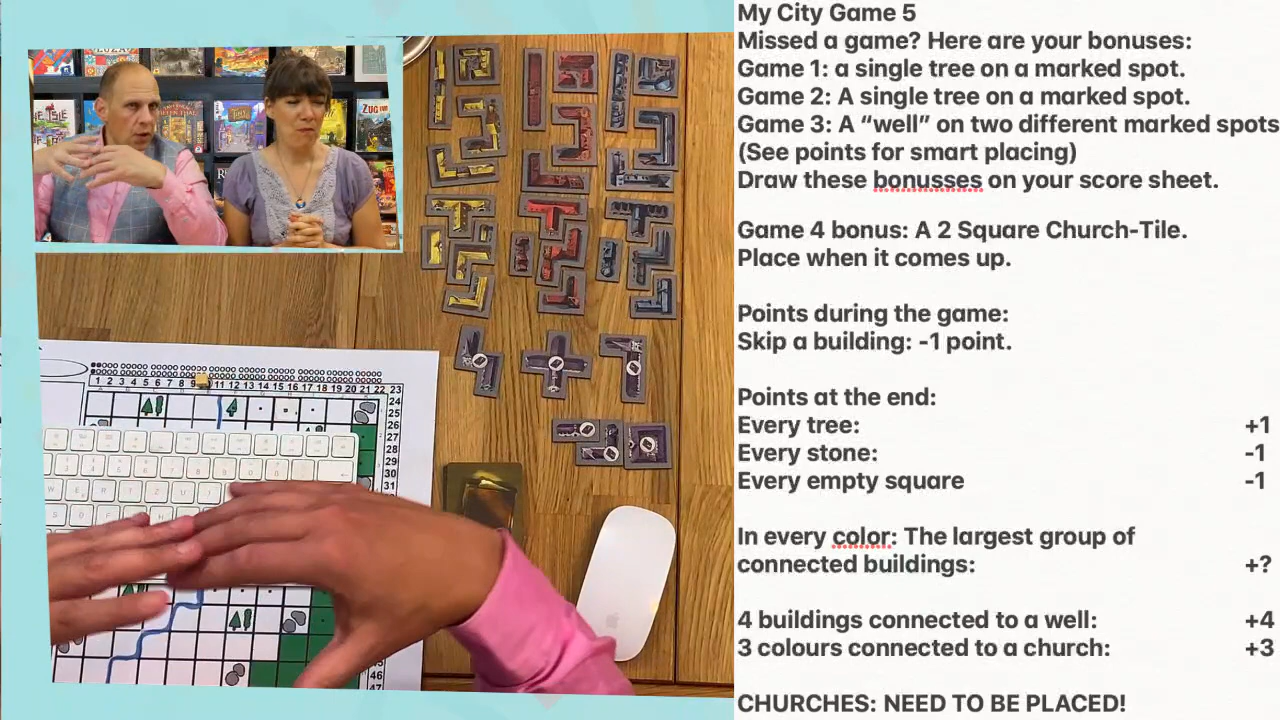 My City Game 5
Missed a game? Here are your bonuses:
Game 1: a single tree on a marked spot.
Game 2: A single tree on a marked spot.
Game 3: A “well” on two different marked spots
(See points for smart placing)
Draw these bonusses on your score sheet.
Game 4 bonus: A 2 Square Church-Tile.
Place when it comes up.
Points during the game:
Skip a building: -1 point.
Points at the end:
Every tree: +1
Every stone: -1
Every empty square -1
In every color: The largest group of
connected buildings: +?
4 buildings connected to a well: +4
3 colours connected to a church: +3
CHURCHES: NEED TO BE PLACED!
1 2 3 4 5 6 7 8 9 11 12 13 14 15 16 17 18 19 20 21 22 23
24
25
26
27
28
29
30
31
47